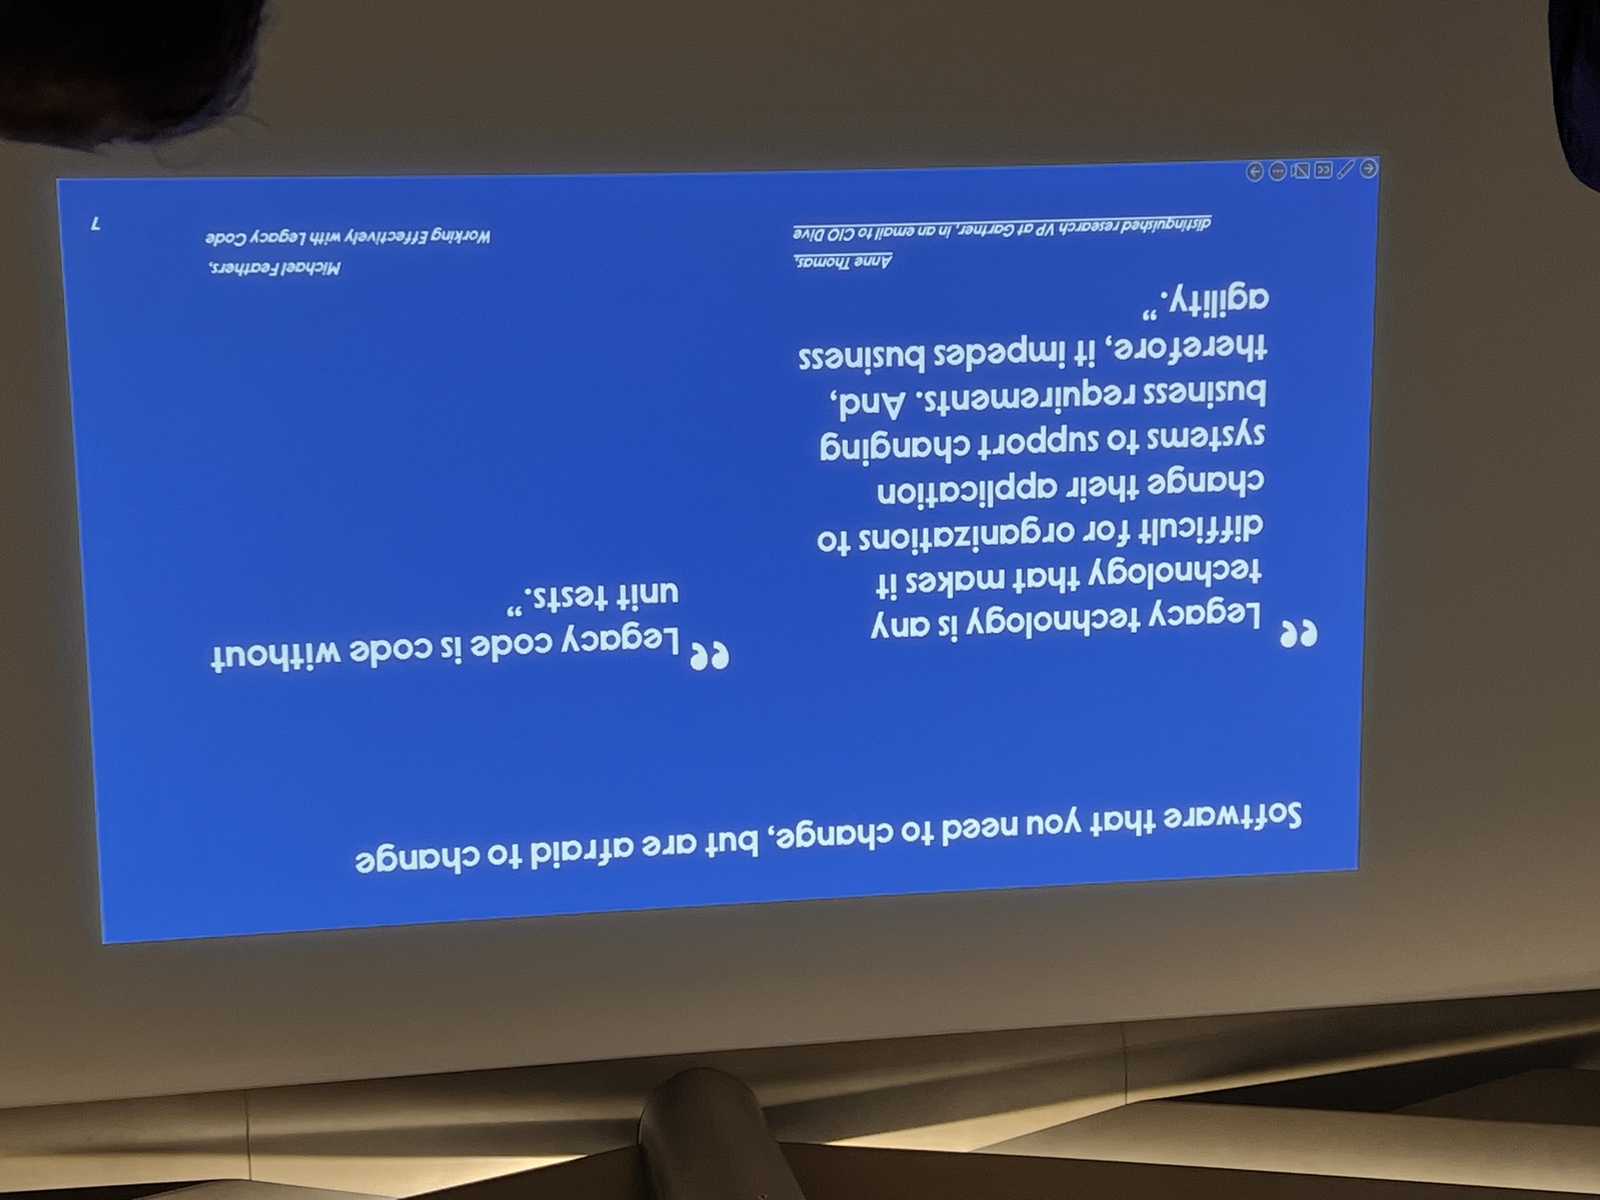 Software that you need to change, but are afraid to change
“ Legacy technology is any
technology that makes it
difficult for organizations to
change their application
systems to support changing
business requirements. And,
therefore, it impedes business
agility.”
Anne Thomas,
distinguished research VP at Gartner, in an email to CIO Dive
“ Legacy code is code without
unit tests.”
Michael Feathers,
Working Effectively with Legacy Code
7
CC